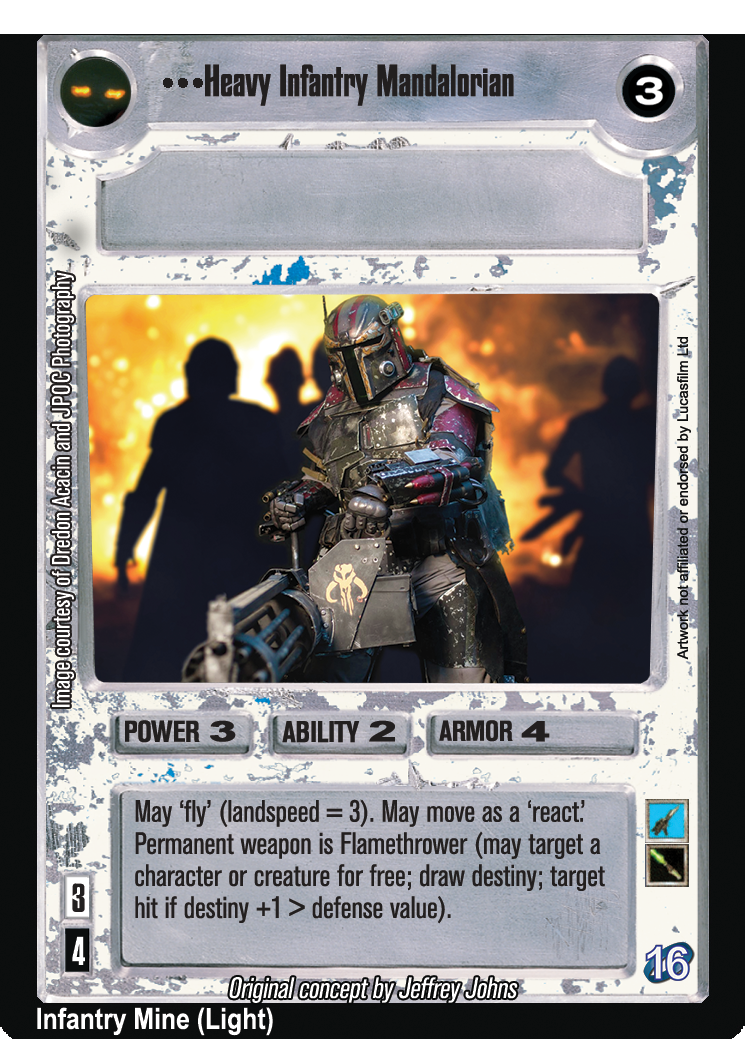 •••Heavy Infantry Mandalorian
3
Image courtesy of Dredon Acacin and JPOC Photography
Artwork not affiliated or endorsed by Lucasfilm Ltd
POWER 3
ABILITY 2
ARMOR 4
May ‘fly’ (landspeed = 3). May move as a ‘react.’
Permanent weapon is Flamethrower (may target a
character or creature for free; draw destiny; target
hit if destiny +1 > defense value).
3
4
16
Original concept by Jeffrey Johns
Infantry Mine (Light)